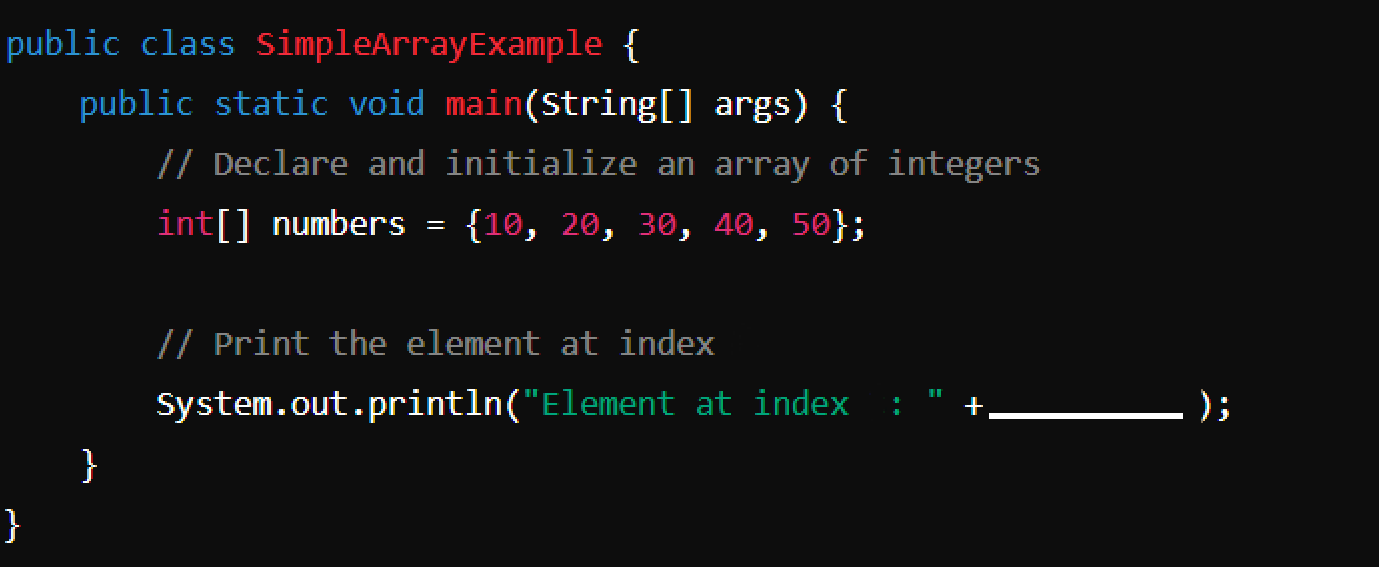 public class SimpleArrayExample {
    public static void main(String[] args) {
        // Declare and initialize an array of integers
        int[] numbers = {10, 20, 30, 40, 50};

        // Print the element at index
        System.out.println("Element at index  : " +__________ );
    }
}